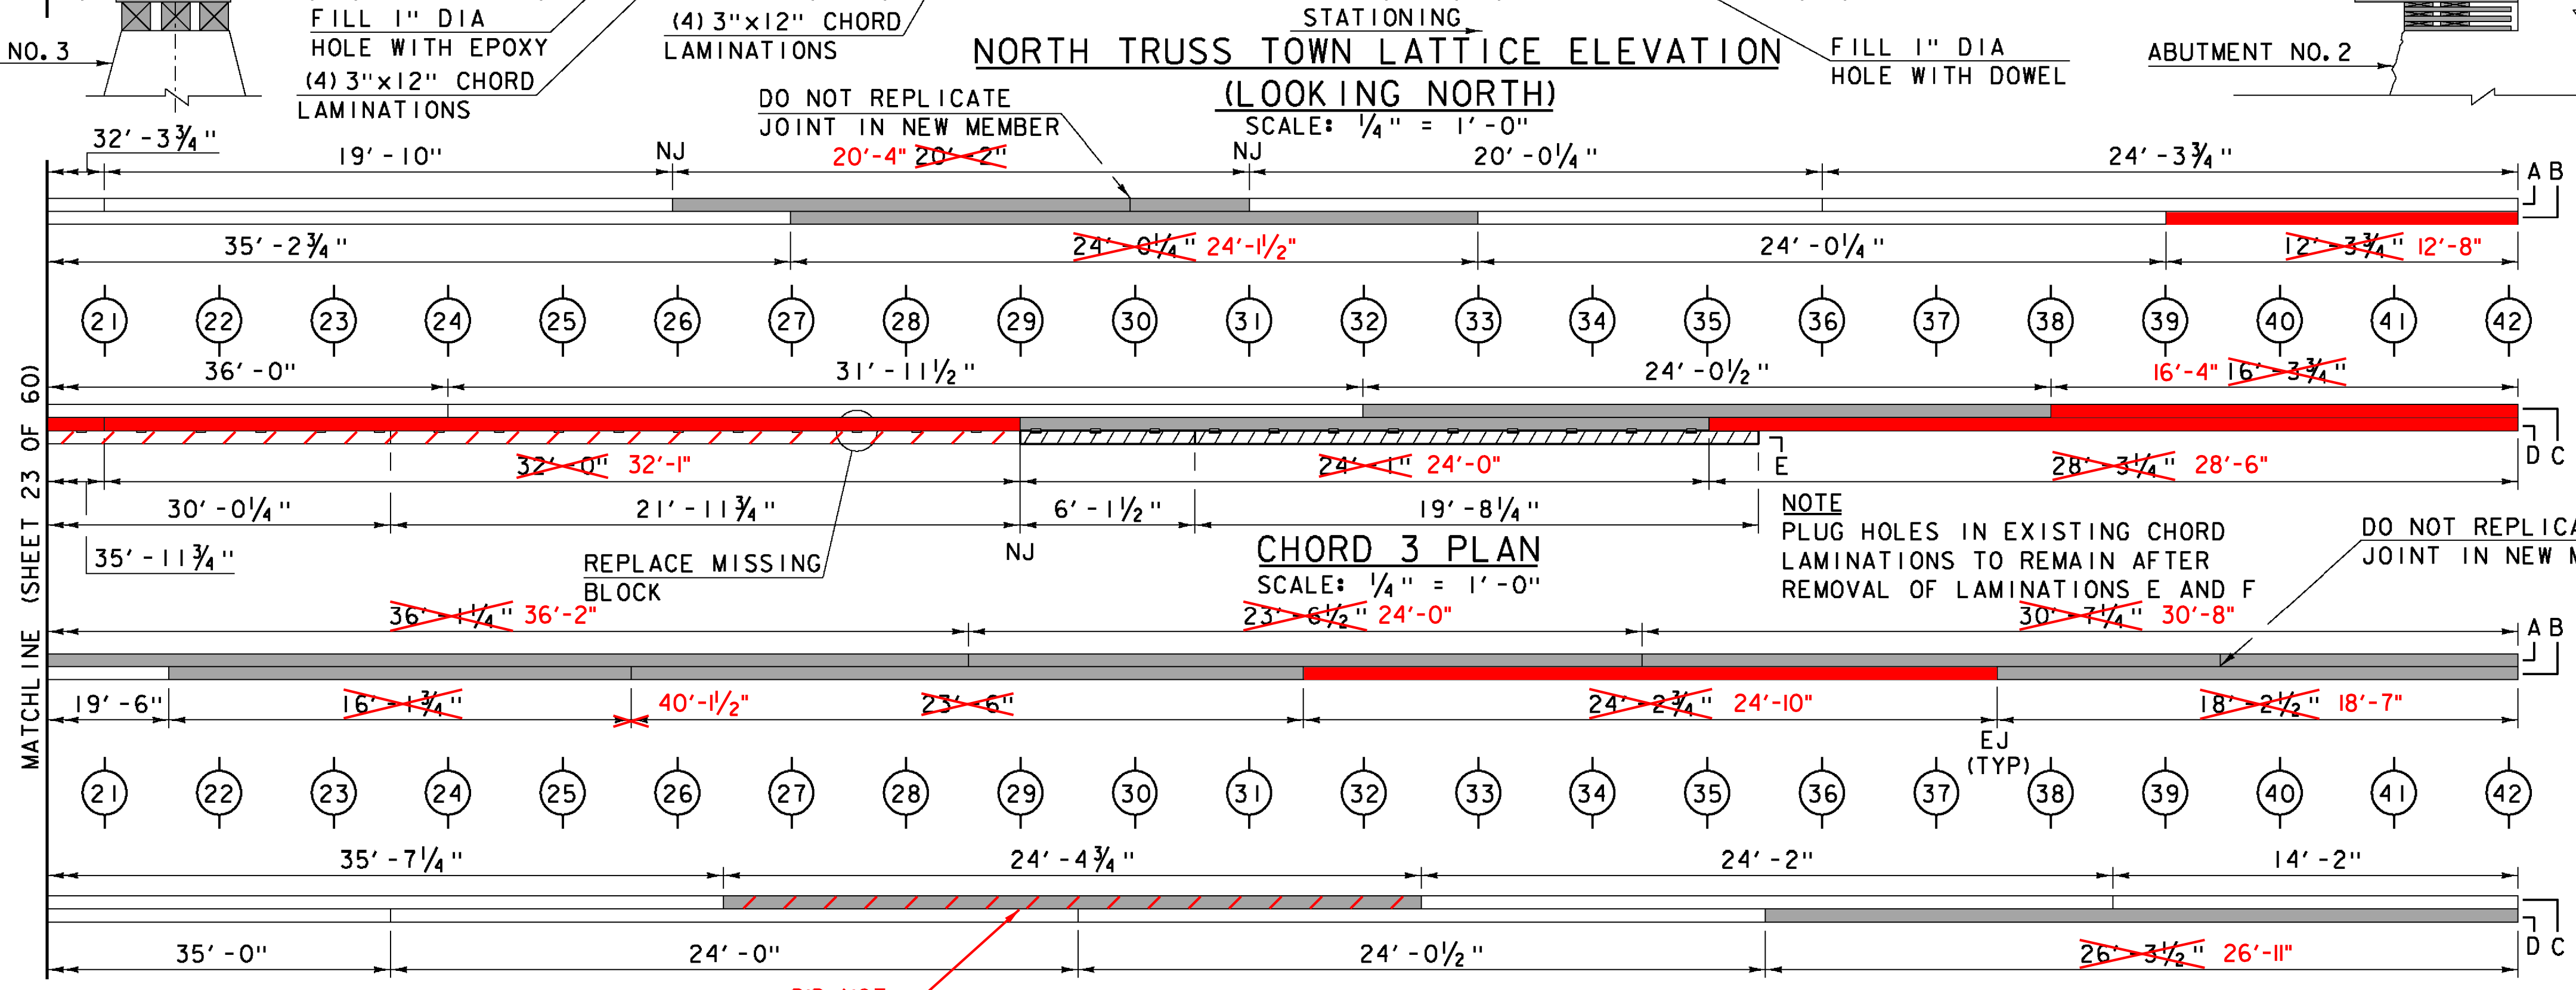 FILL 1" DIA
HOLE WITH EPOXY
NO. 3
(4) 3"x12" CHORD
LAMINATIONS
(4) 3"x12" CHORD
LAMINATIONS
STATIONING
NORTH TRUSS TOWN LATTICE ELEVATION
(LOOKING NORTH)
SCALE: 1/4" = 1'-0"
FILL 1" DIA
HOLE WITH DOWEL
ABUTMENT NO. 2
DO NOT REPLICATE
JOINT IN NEW MEMBER
32'-3 3/4"
19'-10" NJ 20'-4" 20'-2" NJ 20'-0 1/4" 24'-3 3/4"
A B
35'-2 3/4" 24'-0 1/4" 24'-1 1/2" 24'-0 1/4" 12'-3 3/4" 12'-8"
21 22 23 24 25 26 27 28 29 30 31 32 33 34 35 36 37 38 39 40 41 42
36'-0" 31'-11 1/2" 24'-0 1/2" 16'-4" 16'-3 3/4"
MATCHLINE (SHEET 23 OF 60)
32'-0" 32'-1" 24'-1" 24'-0" E 28'-3 1/4" 28'-6" D C
30'-0 1/4" 21'-11 3/4" 6'-1 1/2" 19'-8 1/4"
35'-11 3/4"
REPLACE MISSING
BLOCK
NJ
CHORD 3 PLAN
SCALE: 1/4" = 1'-0"
NOTE
PLUG HOLES IN EXISTING CHORD
LAMINATIONS TO REMAIN AFTER
REMOVAL OF LAMINATIONS E AND F
DO NOT REPLICA
JOINT IN NEW M
36'-1 1/4" 36'-2" 23'-6 1/2" 24'-0" 30'-7 1/4" 30'-8"
A B
19'-6" 16'-1 3/4" 40'-1 1/2" 23'-6" 24'-2 3/4" 24'-10" 18'-2 1/2" 18'-7"
EJ
(TYP)
21 22 23 24 25 26 27 28 29 30 31 32 33 34 35 36 37 38 39 40 41 42
35'-7 1/4" 24'-4 3/4" 24'-2" 14'-2"
35'-0" 24'-0" 24'-0 1/2" 26'-3 1/2" 26'-11" D C